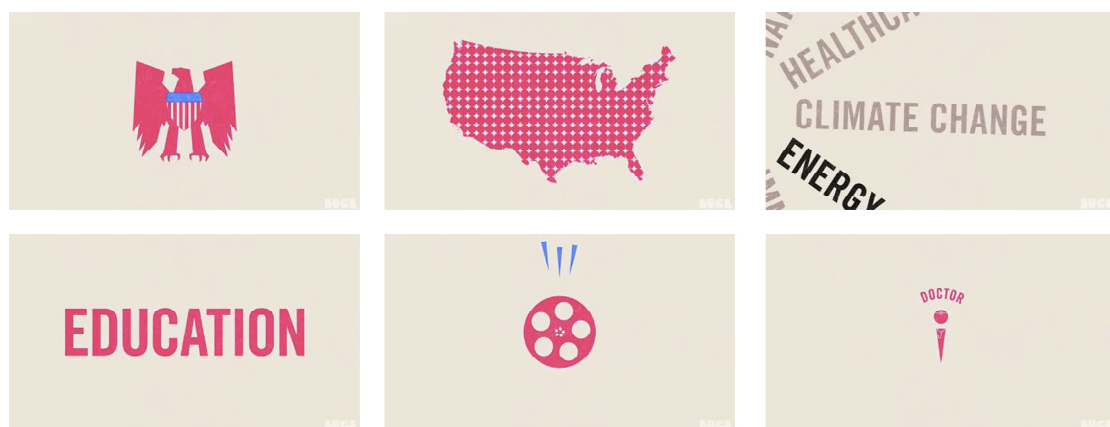 HEALTHCA
CLIMATE CHANGE
ENERGY
EDUCATION
DOCTOR